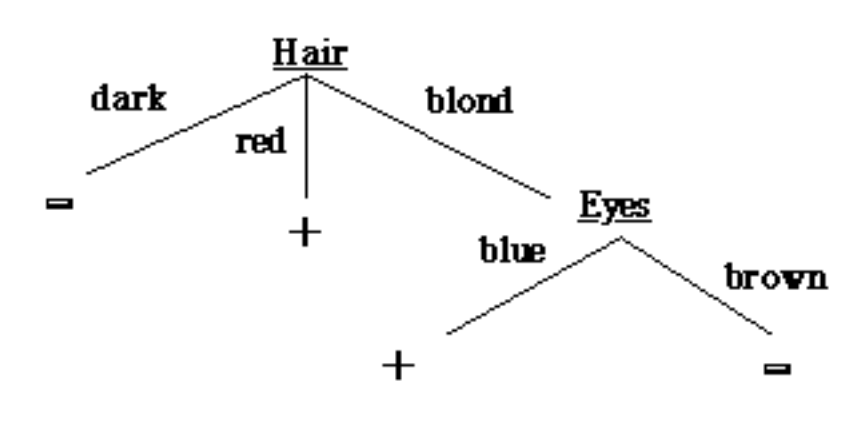 Hair
dark
blond
red
-
Eyes
+
blue
brown
+
-